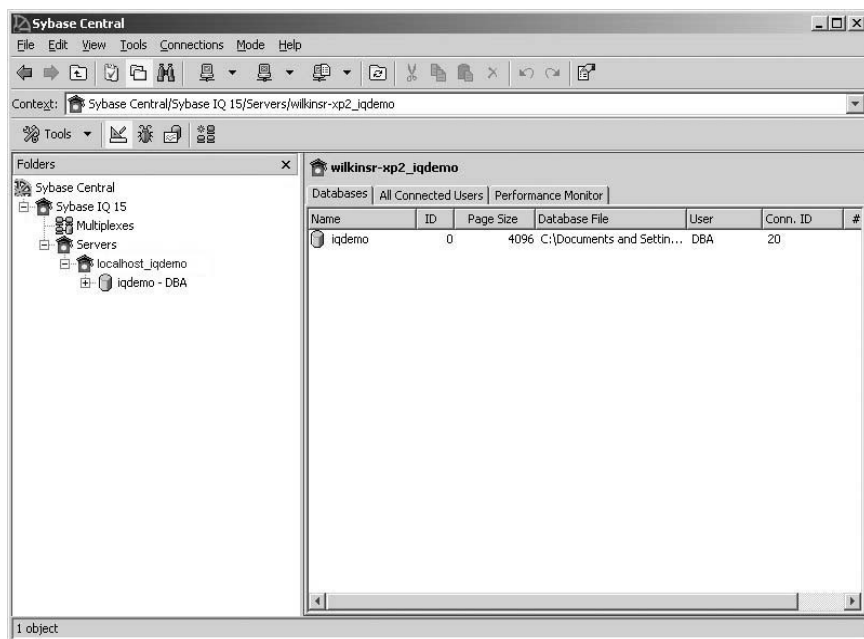 Sybase Central
File Edit View Tools Connections Mode Help
Context: Sybase Central/Sybase IQ 15/Servers/wilkinsr-xp2_iqdemo
Tools
Folders
Sybase Central
Sybase IQ 15
Multiplexes
Servers
localhost_iqdemo
iqdemo - DBA
wilkinsr-xp2_iqdemo
Databases All Connected Users Performance Monitor
Name ID Page Size Database File User Conn. ID #
iqdemo 0 4096 C:\Documents and Settin... DBA 20
1 object